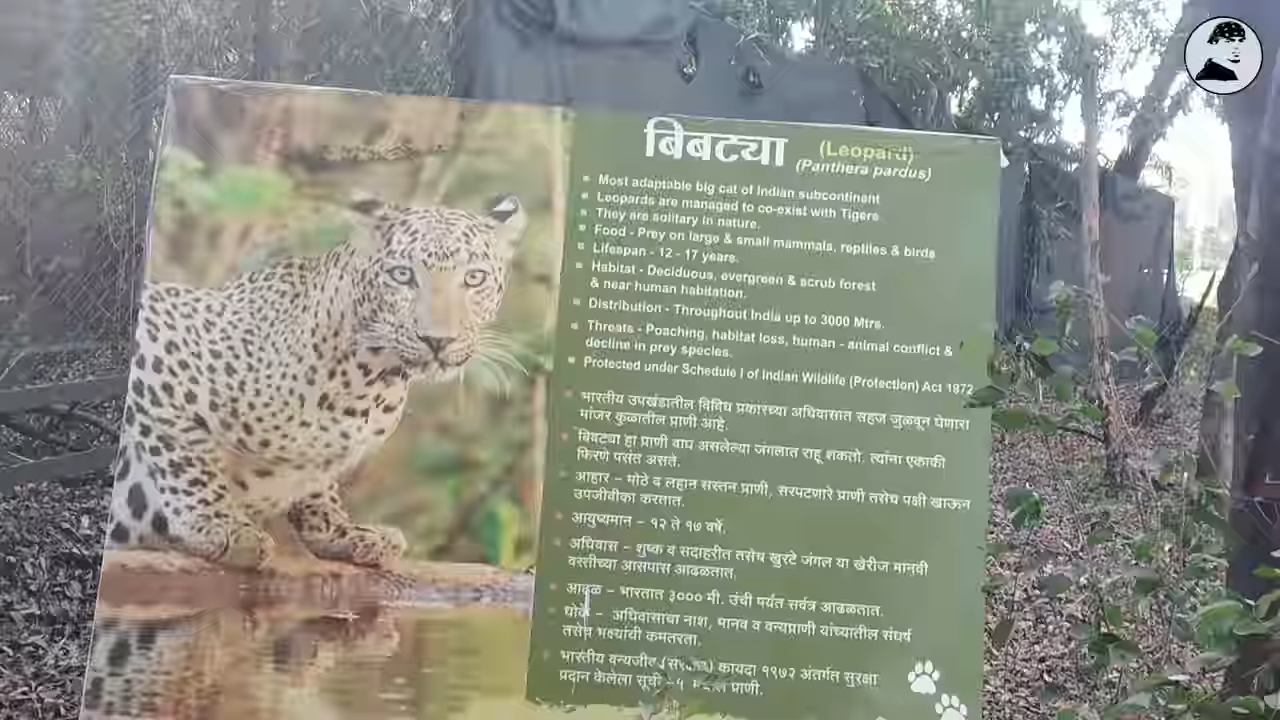 बिबट्या (Leopard)
(Panthera pardus)
Most adaptable big cat of Indian subcontinent
Leopards are managed to co-exist with Tigers
They are solitary in nature.
Food - Prey on large & small mammals, reptiles & birds
Lifespan - 12 - 17 years.
Habitat - Deciduous, evergreen & scrub forest
& near human habitation.
Distribution - Throughout India up to 3000 Mtrs.
Threats - Poaching, habitat loss, human - animal conflict &
decline in prey species.
Protected under Schedule I of Indian Wildlife (Protection) Act 1972
भारतीय उपखंडातील विविध प्रकारच्या अधिवासात सहज जुळवून घेणारा
मांजर कुळातील प्राणी आहे.
बिबट्या हा प्राणी वाघ असलेल्या जंगलात राहू शकतो. त्यांना एकाकी
फिरणे पसंत असते.
आहार – मोठे व लहान सस्तन प्राणी, सरपटणारे प्राणी तसेच पक्षी खाऊन
उपजीवीका करतात.
आयुष्यमान – १२ ते १७ वर्षे.
अधिवास – शुष्क व सदाहरीत तसेच खुरटे जंगल या खेरीज मानवी
वस्तीच्या आसपास आढळतात.
आढळ – भारतात ३००० मी. उंची पर्यंत सर्वत्र आढळतात.
धोके – अधिवासाचा नाश, मानव व वन्यप्राणी यांच्यातील संघर्ष
तसेच भक्ष्यांची कमतरता.
भारतीय वन्यजीव कायदा १९७२ अंतर्गत सुरक्षा
प्रदान केलेला सूची प्राणी.